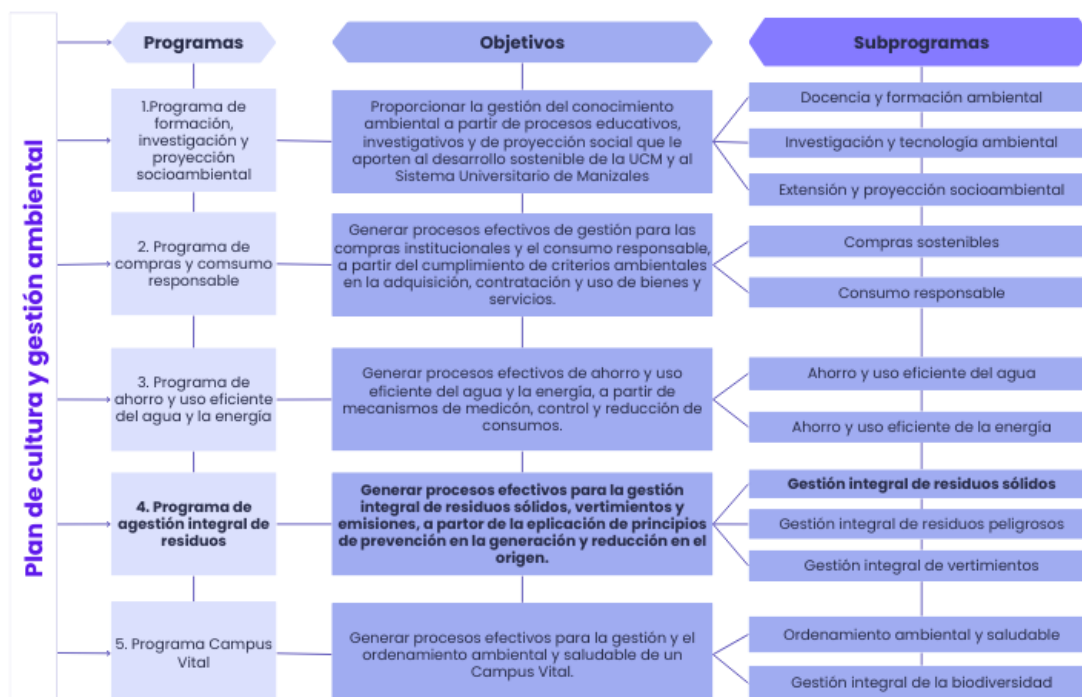 Plan de cultura y gestión ambiental
Programas
Objetivos
Subprogramas
1.Programa de
formación,
investigación y
proyección
socioambiental
Proporcionar la gestión del conocimiento
ambiental a partir de procesos educativos,
investigativos y de proyección social que le
aporten al desarrollo sostenible de la UCM y al
Sistema Universitario de Manizales
Docencia y formación ambiental
Investigación y tecnología ambiental
Extensión y proyección socioambiental
2. Programa de
compras y comsumo
responsable
Generar procesos efectivos de gestión para las
compras institucionales y el consumo responsable,
a partir del cumplimiento de criterios ambientales
en la adquisición, contratación y uso de bienes y
servicios.
Compras sostenibles
Consumo responsable
3. Programa de
ahorro y uso eficiente
del agua y la energía
Generar procesos efectivos de ahorro y uso
eficiente del agua y la energía, a partir de
mecanismos de medicón, control y reducción de
consumos.
Ahorro y uso eficiente del agua
Ahorro y uso eficiente de la energía
4. Programa de
agestión integral de
residuos
Generar procesos efectivos para la gestión
integral de residuos sólidos, vertimientos y
emisiones, a partor de la eplicación de principios
de prevención en la generación y reducción en el
origen.
Gestión integral de residuos sólidos
Gestión integral de residuos peligrosos
Gestión integral de vertimientos
5. Programa Campus
Vital
Generar procesos efectivos para la gestión y el
ordenamiento ambiental y saludable de un
Campus Vital.
Ordenamiento ambiental y saludable
Gestión integral de la biodiversidad